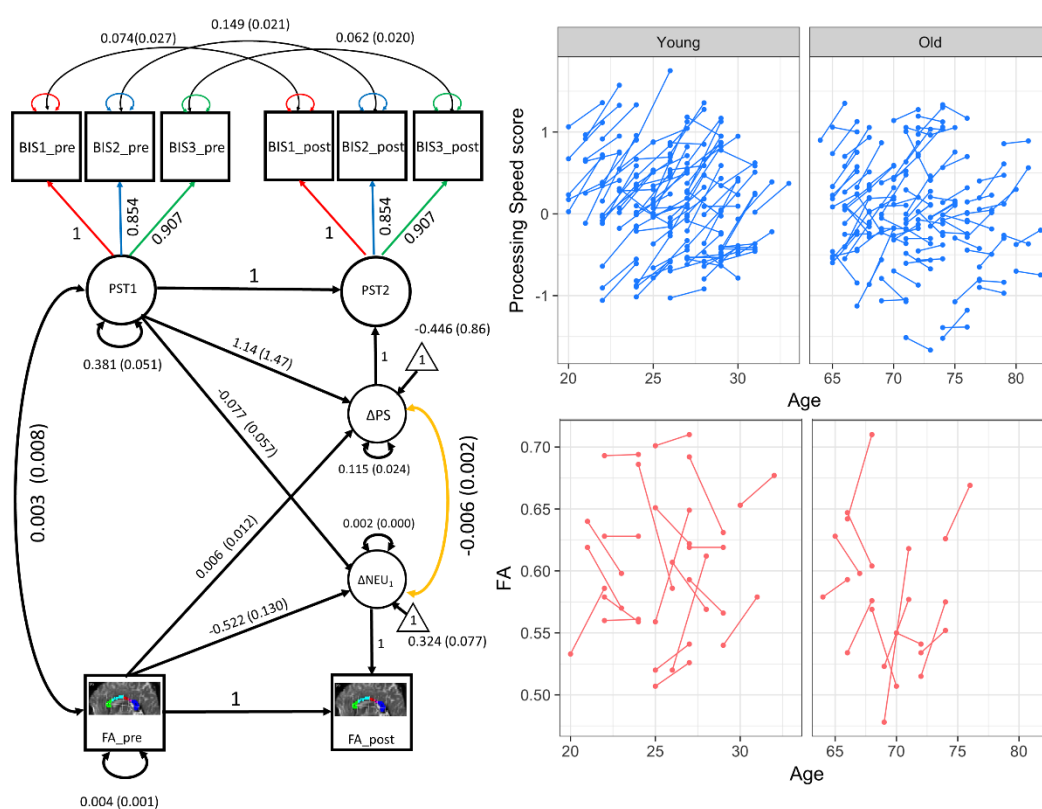 0.149 (0.021)
0.074(0.027)
0.062 (0.020)
BIS1_pre
BIS2_pre
BIS3_pre
BIS1_post
BIS2_post
BIS3_post
1
0.854
0.907
1
0.854
0.907
PST1
1
PST2
0.381 (0.051)
-0.446 (0.86)
1.14 (1.47)
1
1
ΔPS
-0.077 (0.057)
0.115 (0.024)
0.003 (0.008)
-0.006 (0.002)
0.006 (0.012)
0.002 (0.000)
ΔNEU₁
-0.522 (0.130)
1
0.324 (0.077)
1
FA_pre
1
FA_post
0.004 (0.001)
Young
Old
Processing Speed score
1
0
-1
20
25
30
65
70
75
80
Age
FA
0.70
0.65
0.60
0.55
0.50
20
25
30
65
70
75
80
Age